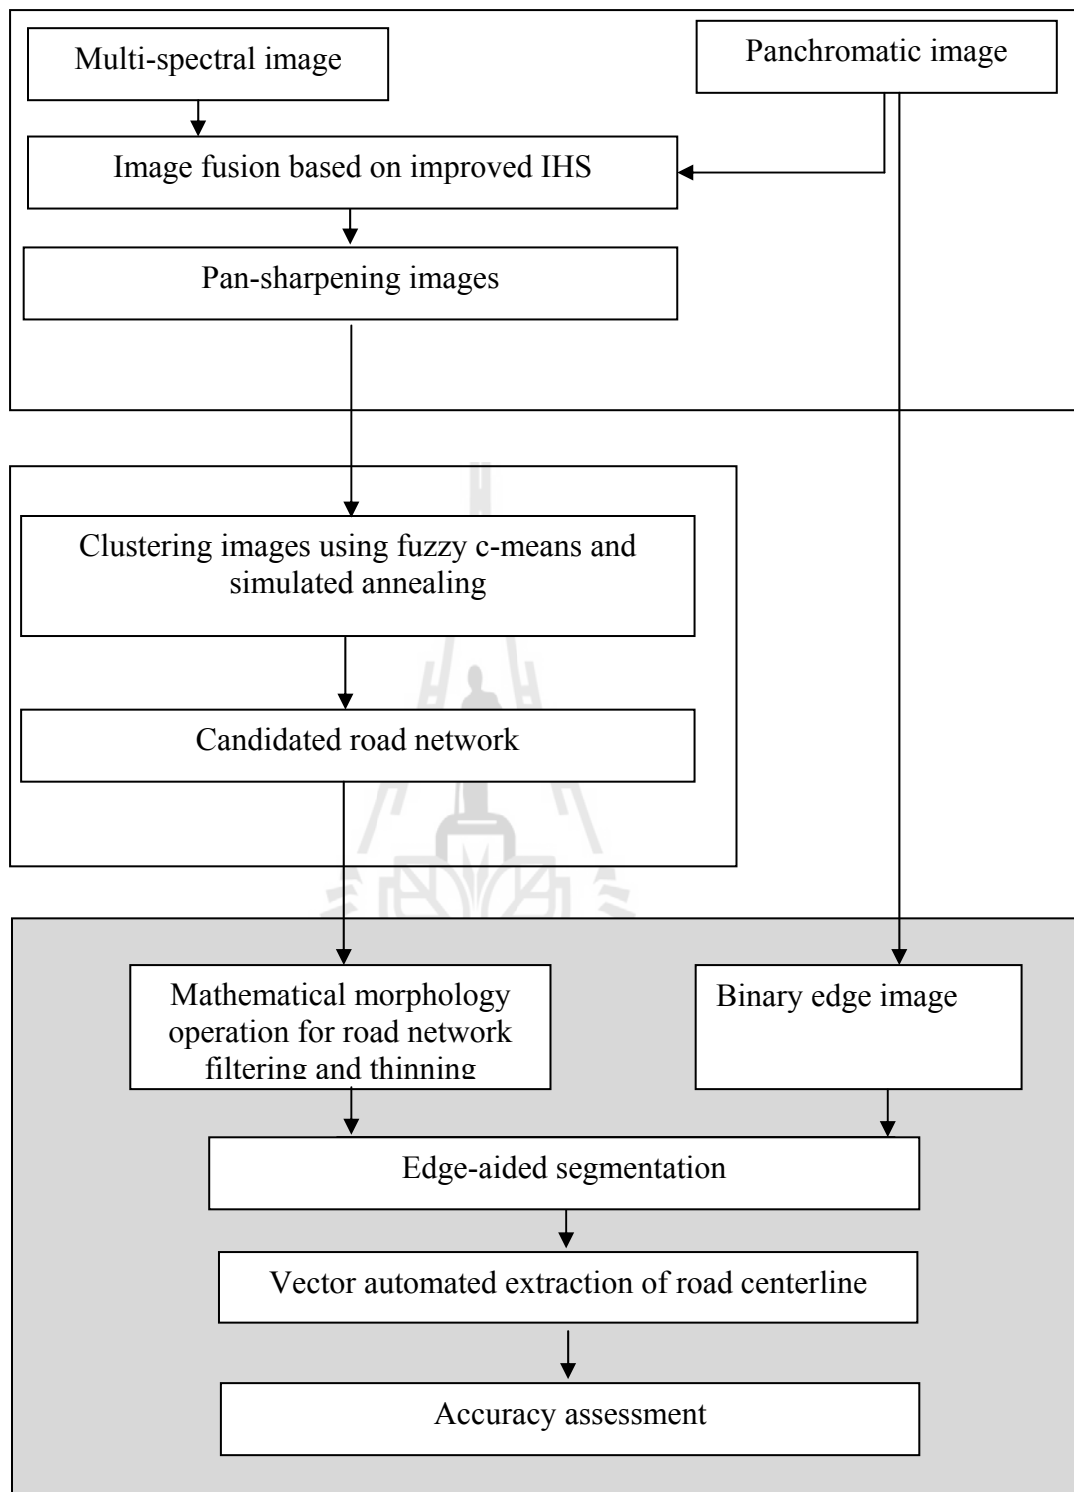 Multi-spectral image
Panchromatic image
Image fusion based on improved IHS
Pan-sharpening images
Clustering images using fuzzy c-means and
simulated annealing
Candidated road network
Mathematical morphology
operation for road network
filtering and thinning
Binary edge image
Edge-aided segmentation
Vector automated extraction of road centerline
Accuracy assessment